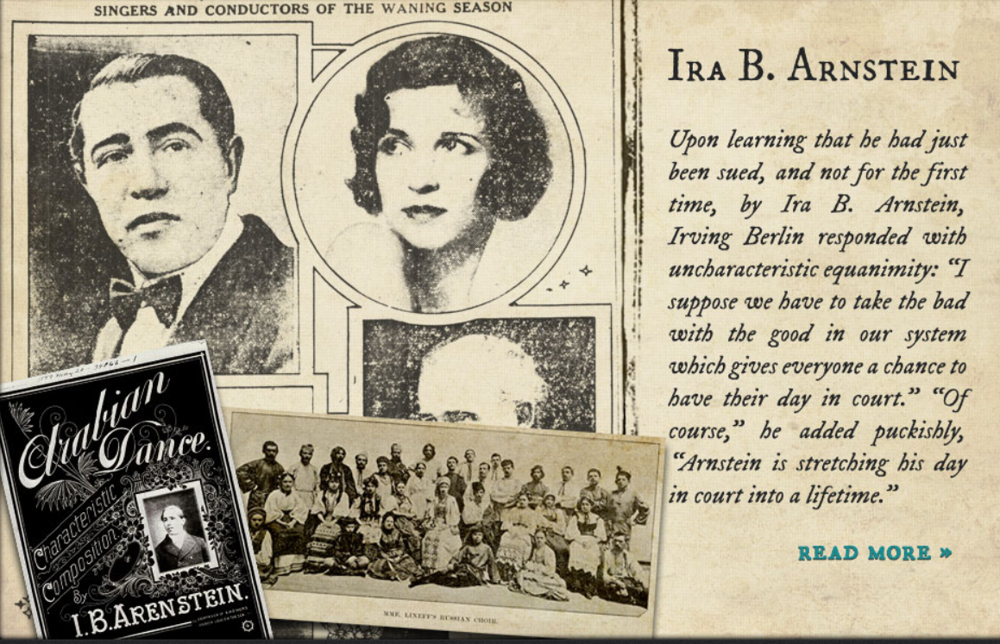 SINGERS AND CONDUCTORS OF THE WANING SEASON
Ira B. Arnstein
Upon learning that he had just
been sued, and not for the first
time, by Ira B. Arnstein,
Irving Berlin responded with
uncharacteristic equanimity: “I
suppose we have to take the bad
with the good in our system
which gives everyone a chance to
have their day in court.” “Of
course,” he added puckishly,
“Arnstein is stretching his day
in court into a lifetime.”
READ MORE »
Arabian
Dance.
Characteristic
Composition
I.B. ARENSTEIN.
MME. LINEFF'S RUSSIAN CHOIR.